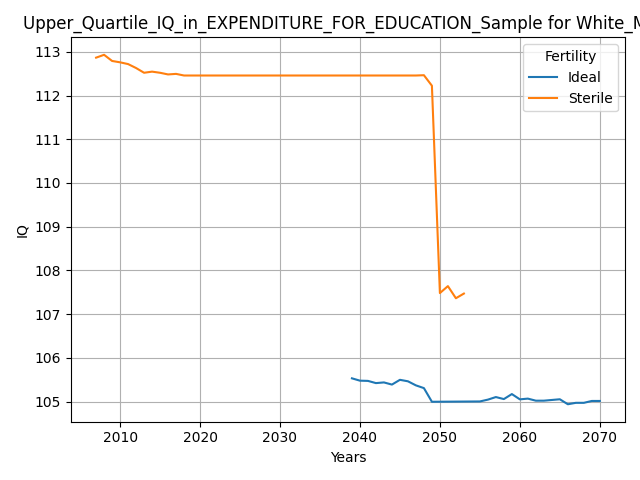 Upper_Quartile_IQ_in_EXPENDITURE_FOR_EDUCATION_Sample for White_M
113
112
111
110
109
108
107
106
105
IQ
Fertility
Ideal
Sterile
2010 2020 2030 2040 2050 2060 2070
Years